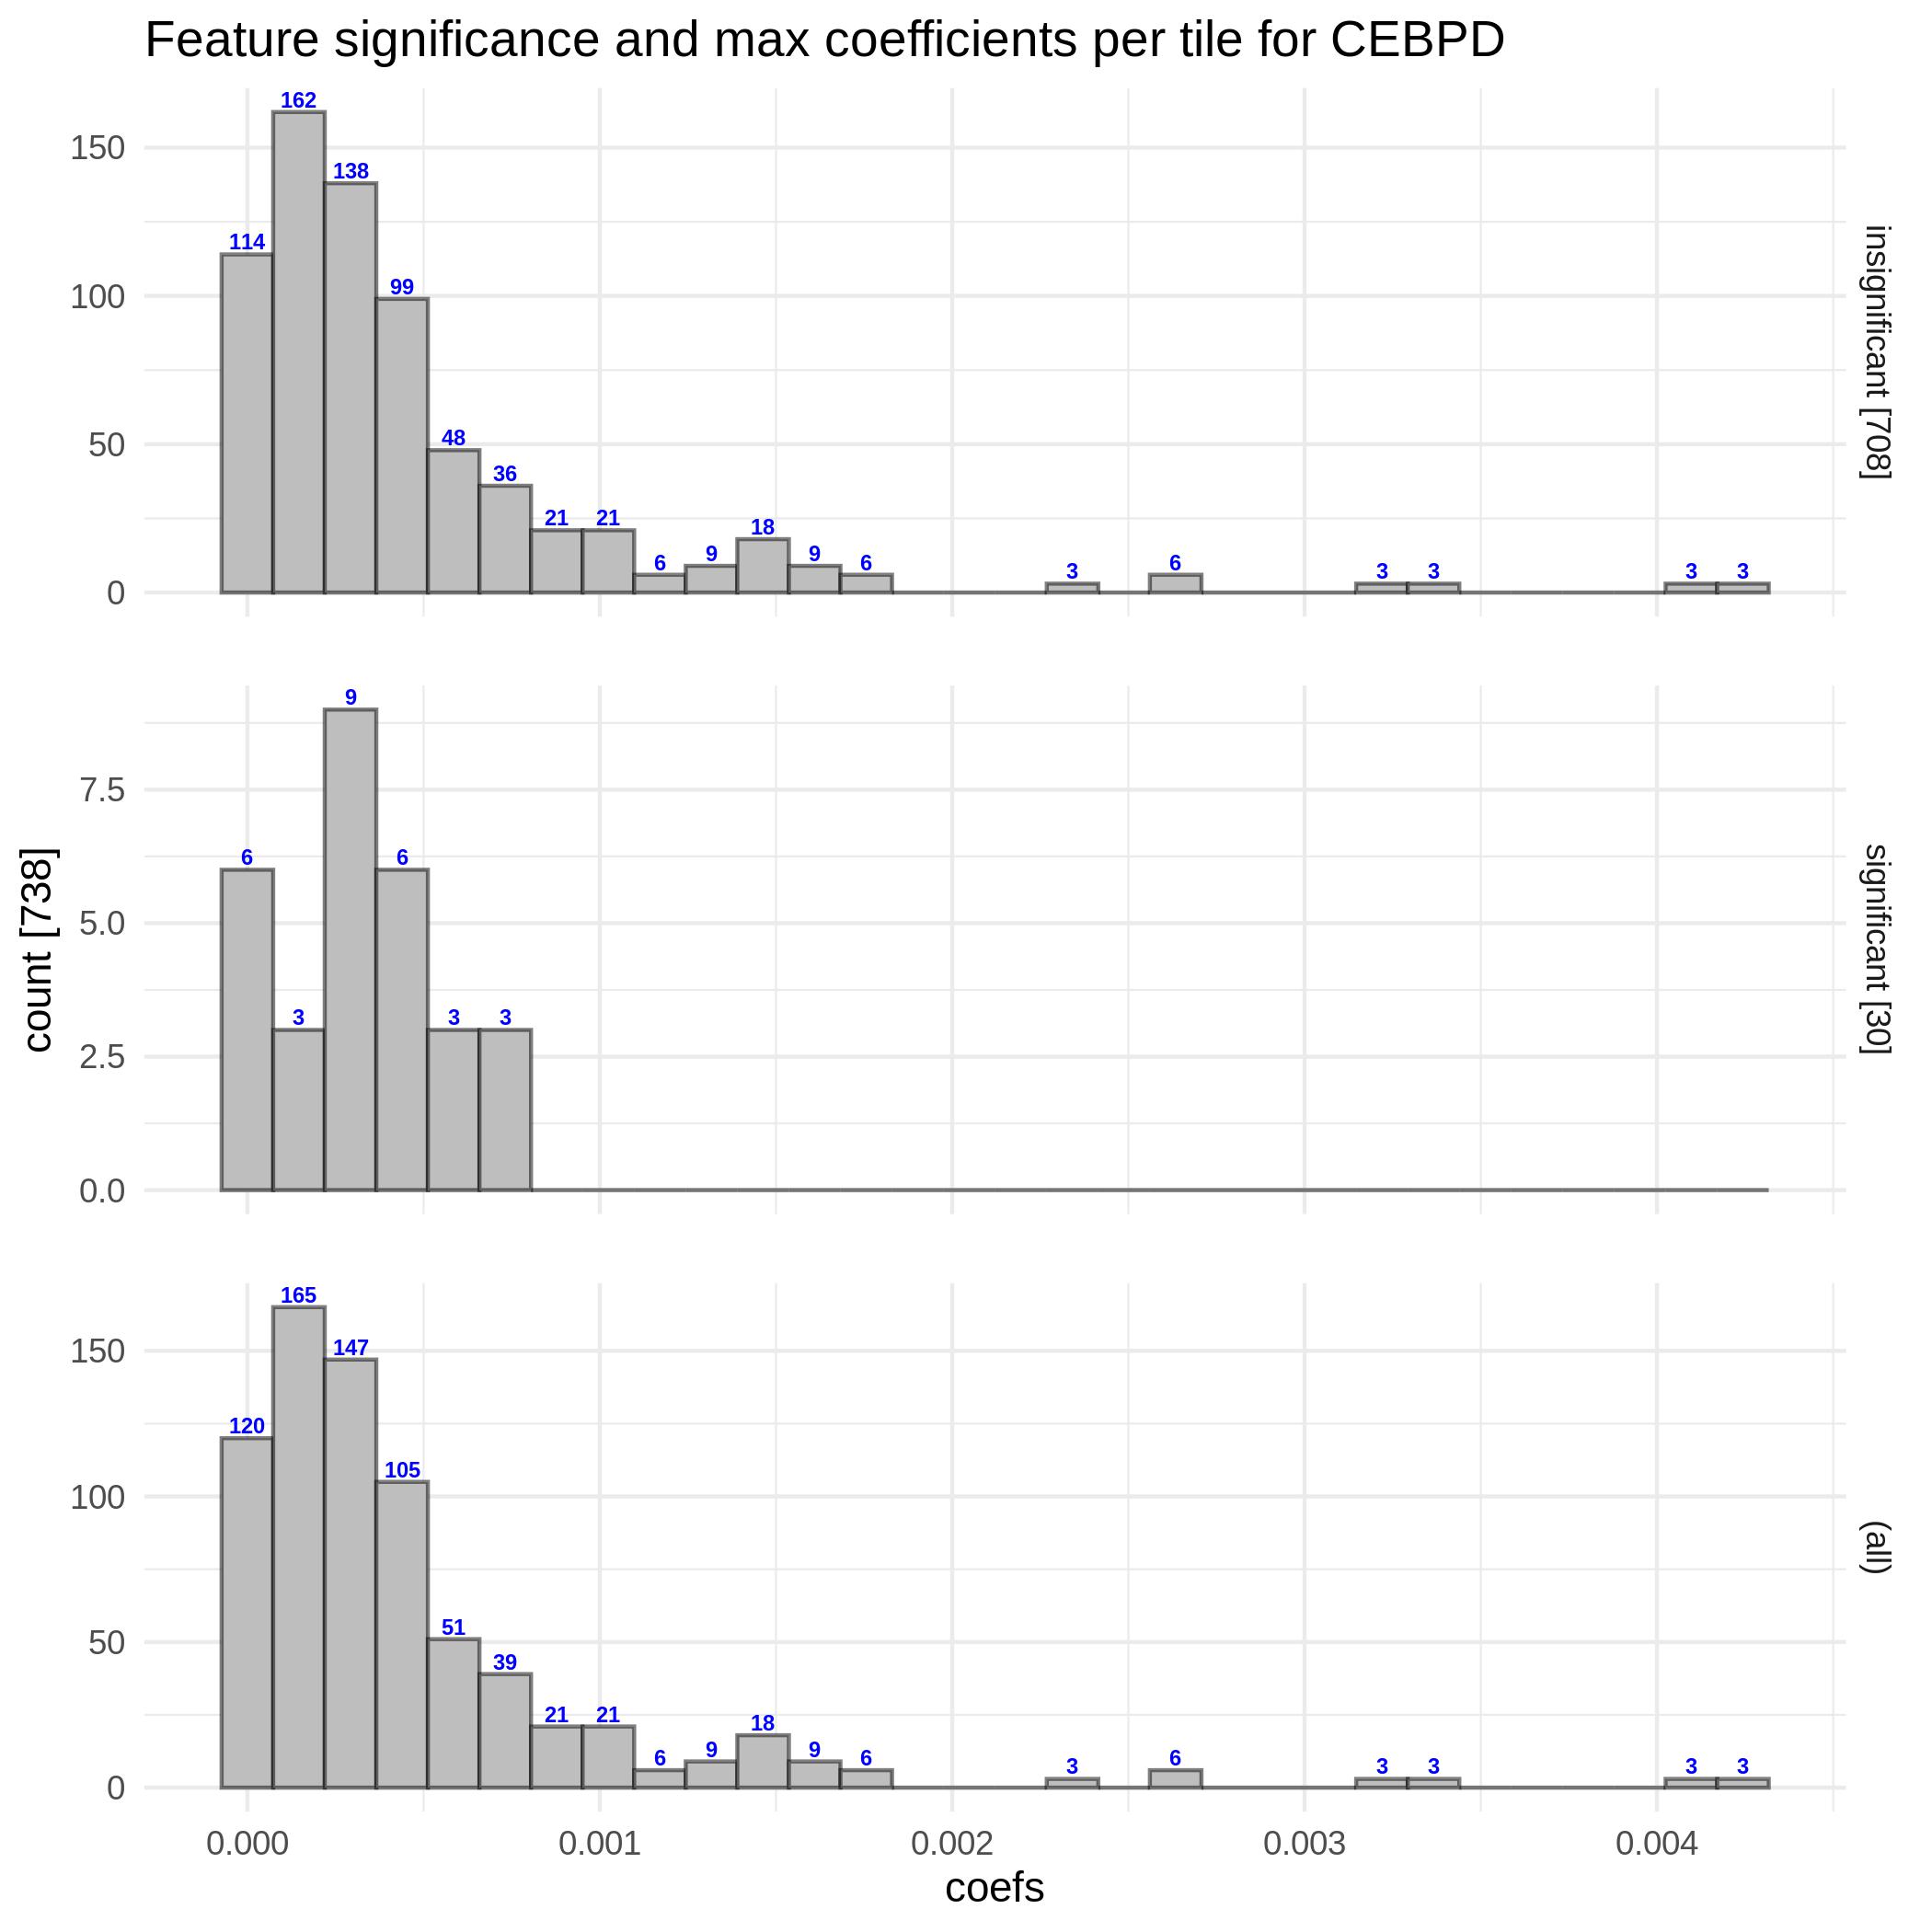 Feature significance and max coefficients per tile for CEBPD
162
150
138
114
100
99
50
48
36
21 21
6 9 18 9 6
3 6 3 3 3 3
0
insignificant [708]
count [738]
9
7.5
6 6
5.0
3 3 3
2.5
0.0
significant [30]
165
150
147
120
105
100
51
50
39
21 21
6 9 18 9 6
3 6 3 3 3 3
0
(all)
0.000 0.001 0.002 0.003 0.004
coefs